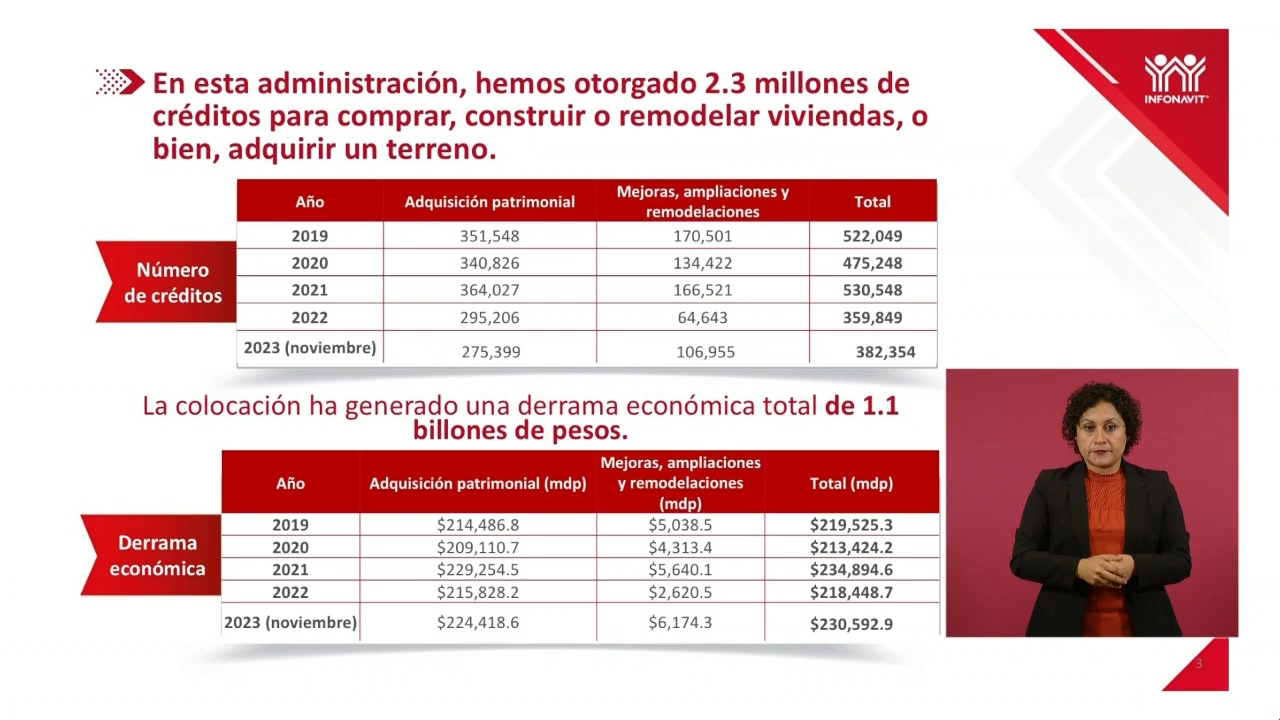 En esta administración, hemos otorgado 2.3 millones de
créditos para comprar, construir o remodelar viviendas, o
bien, adquirir un terreno.
INFONAVIT
Número
de créditos
Año Adquisición patrimonial Mejoras, ampliaciones y remodelaciones Total
2019 351,548 170,501 522,049
2020 340,826 134,422 475,248
2021 364,027 166,521 530,548
2022 295,206 64,643 359,849
2023 (noviembre) 275,399 106,955 382,354
La colocación ha generado una derrama económica total de 1.1
billones de pesos.
Derrama
económica
Año Adquisición patrimonial (mdp) Mejoras, ampliaciones y remodelaciones (mdp) Total (mdp)
2019 $214,486.8 $5,038.5 $219,525.3
2020 $209,110.7 $4,313.4 $213,424.2
2021 $229,254.5 $5,640.1 $234,894.6
2022 $215,828.2 $2,620.5 $218,448.7
2023 (noviembre) $224,418.6 $6,174.3 $230,592.9
3